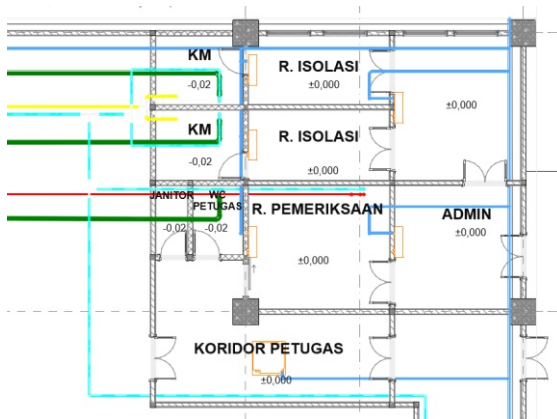 KM
-0,02
R. ISOLASI
±0,000
±0,000
KM
-0,02
R. ISOLASI
±0,000
JANITOR
WC
PETUGAS
-0,02
-0,02
R. PEMERIKSAAN
±0,000
ADMIN
±0,000
KORIDOR PETUGAS
±0,000